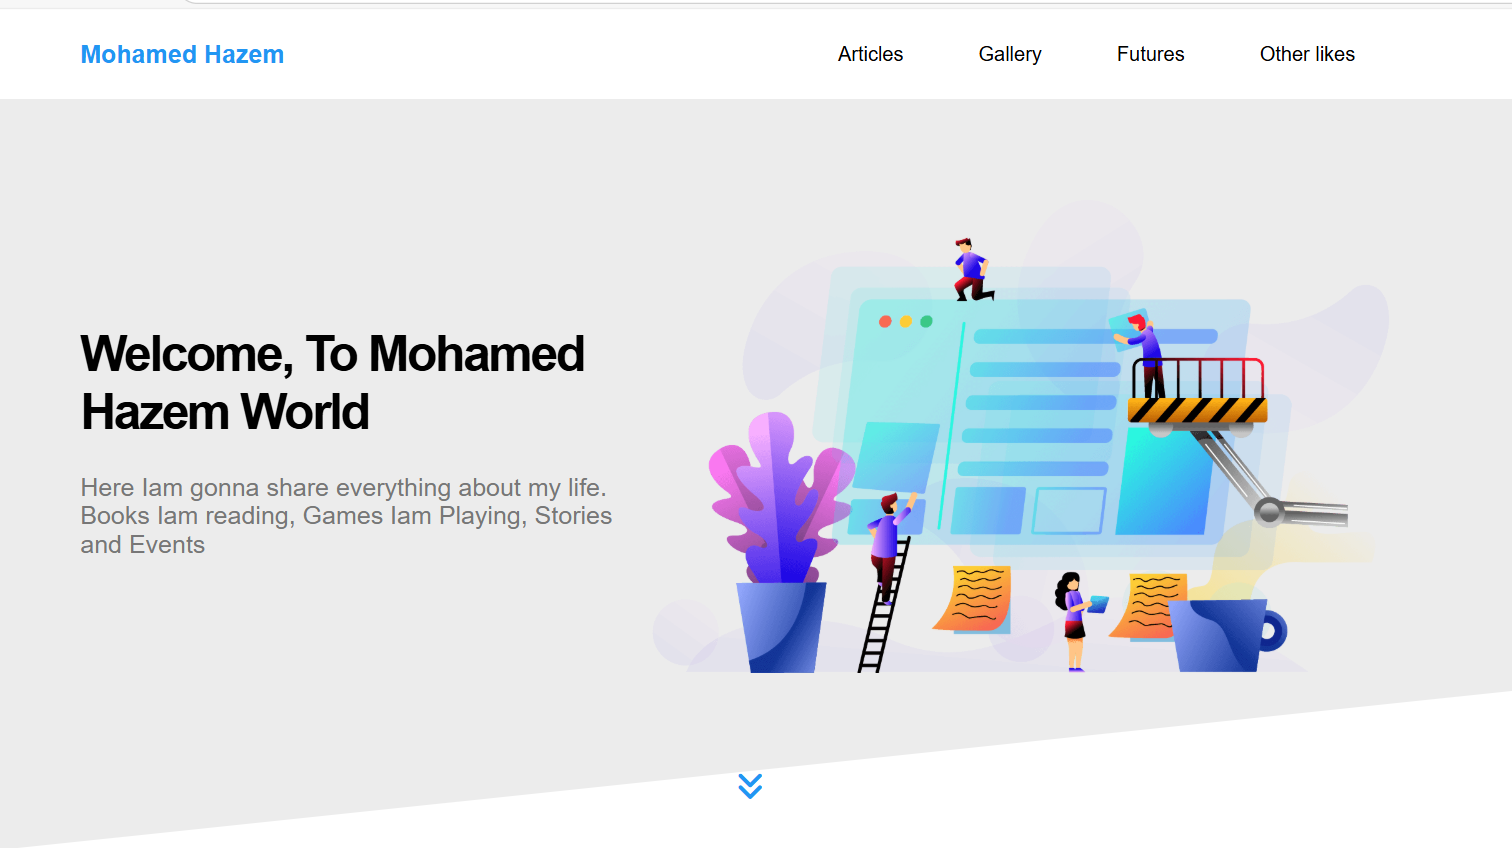 Mohamed Hazem
Articles
Gallery
Futures
Other likes
Welcome, To Mohamed
Hazem World
Here Iam gonna share everything about my life.
Books Iam reading, Games Iam Playing, Stories
and Events